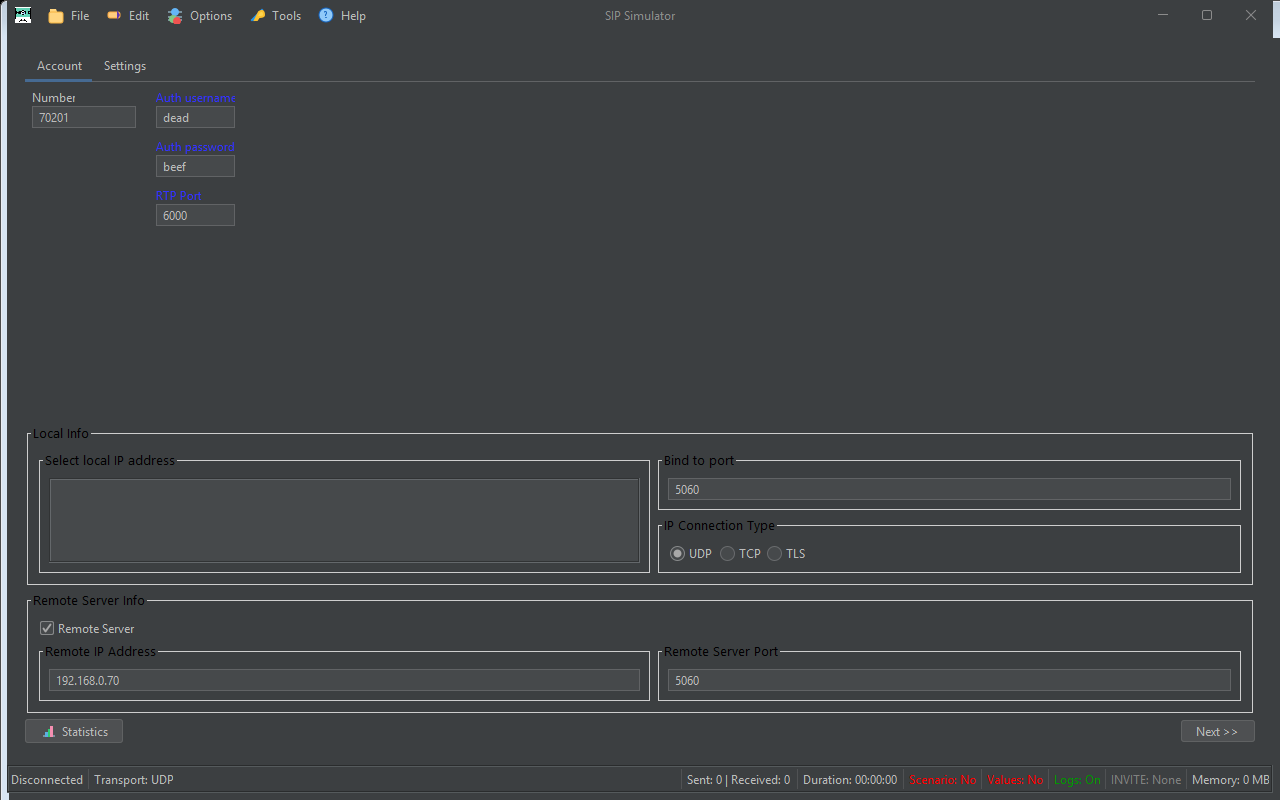 File Edit Options Tools Help SIP Simulator
Account Settings
Number Auth username
70201 dead
Auth password
beef
RTP Port
6000
Local Info
Select local IP address Bind to port
5060
IP Connection Type
UDP TCP TLS
Remote Server Info
Remote Server
Remote IP Address Remote Server Port
192.168.0.70 5060
Statistics Next >>
Disconnected Transport: UDP Sent: 0 | Received: 0 Duration: 00:00:00 Scenario: No Values: No Logs: On INVITE: None Memory: 0 MB